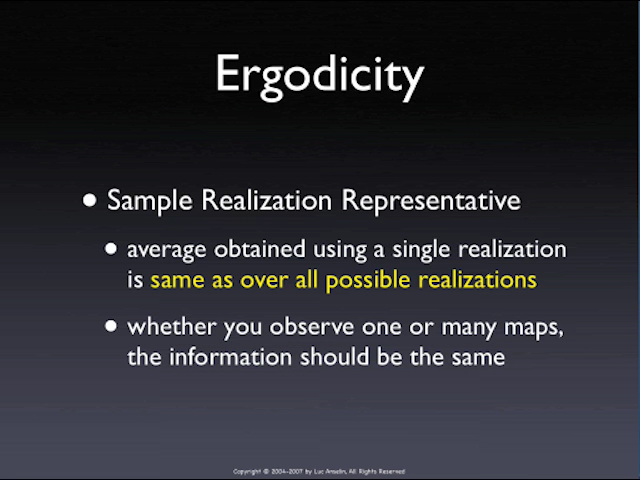 Ergodicity
• Sample Realization Representative
• average obtained using a single realization
is same as over all possible realizations
• whether you observe one or many maps,
the information should be the same
Copyright © 2004-2007 by Luc Anselin, All Rights Reserved